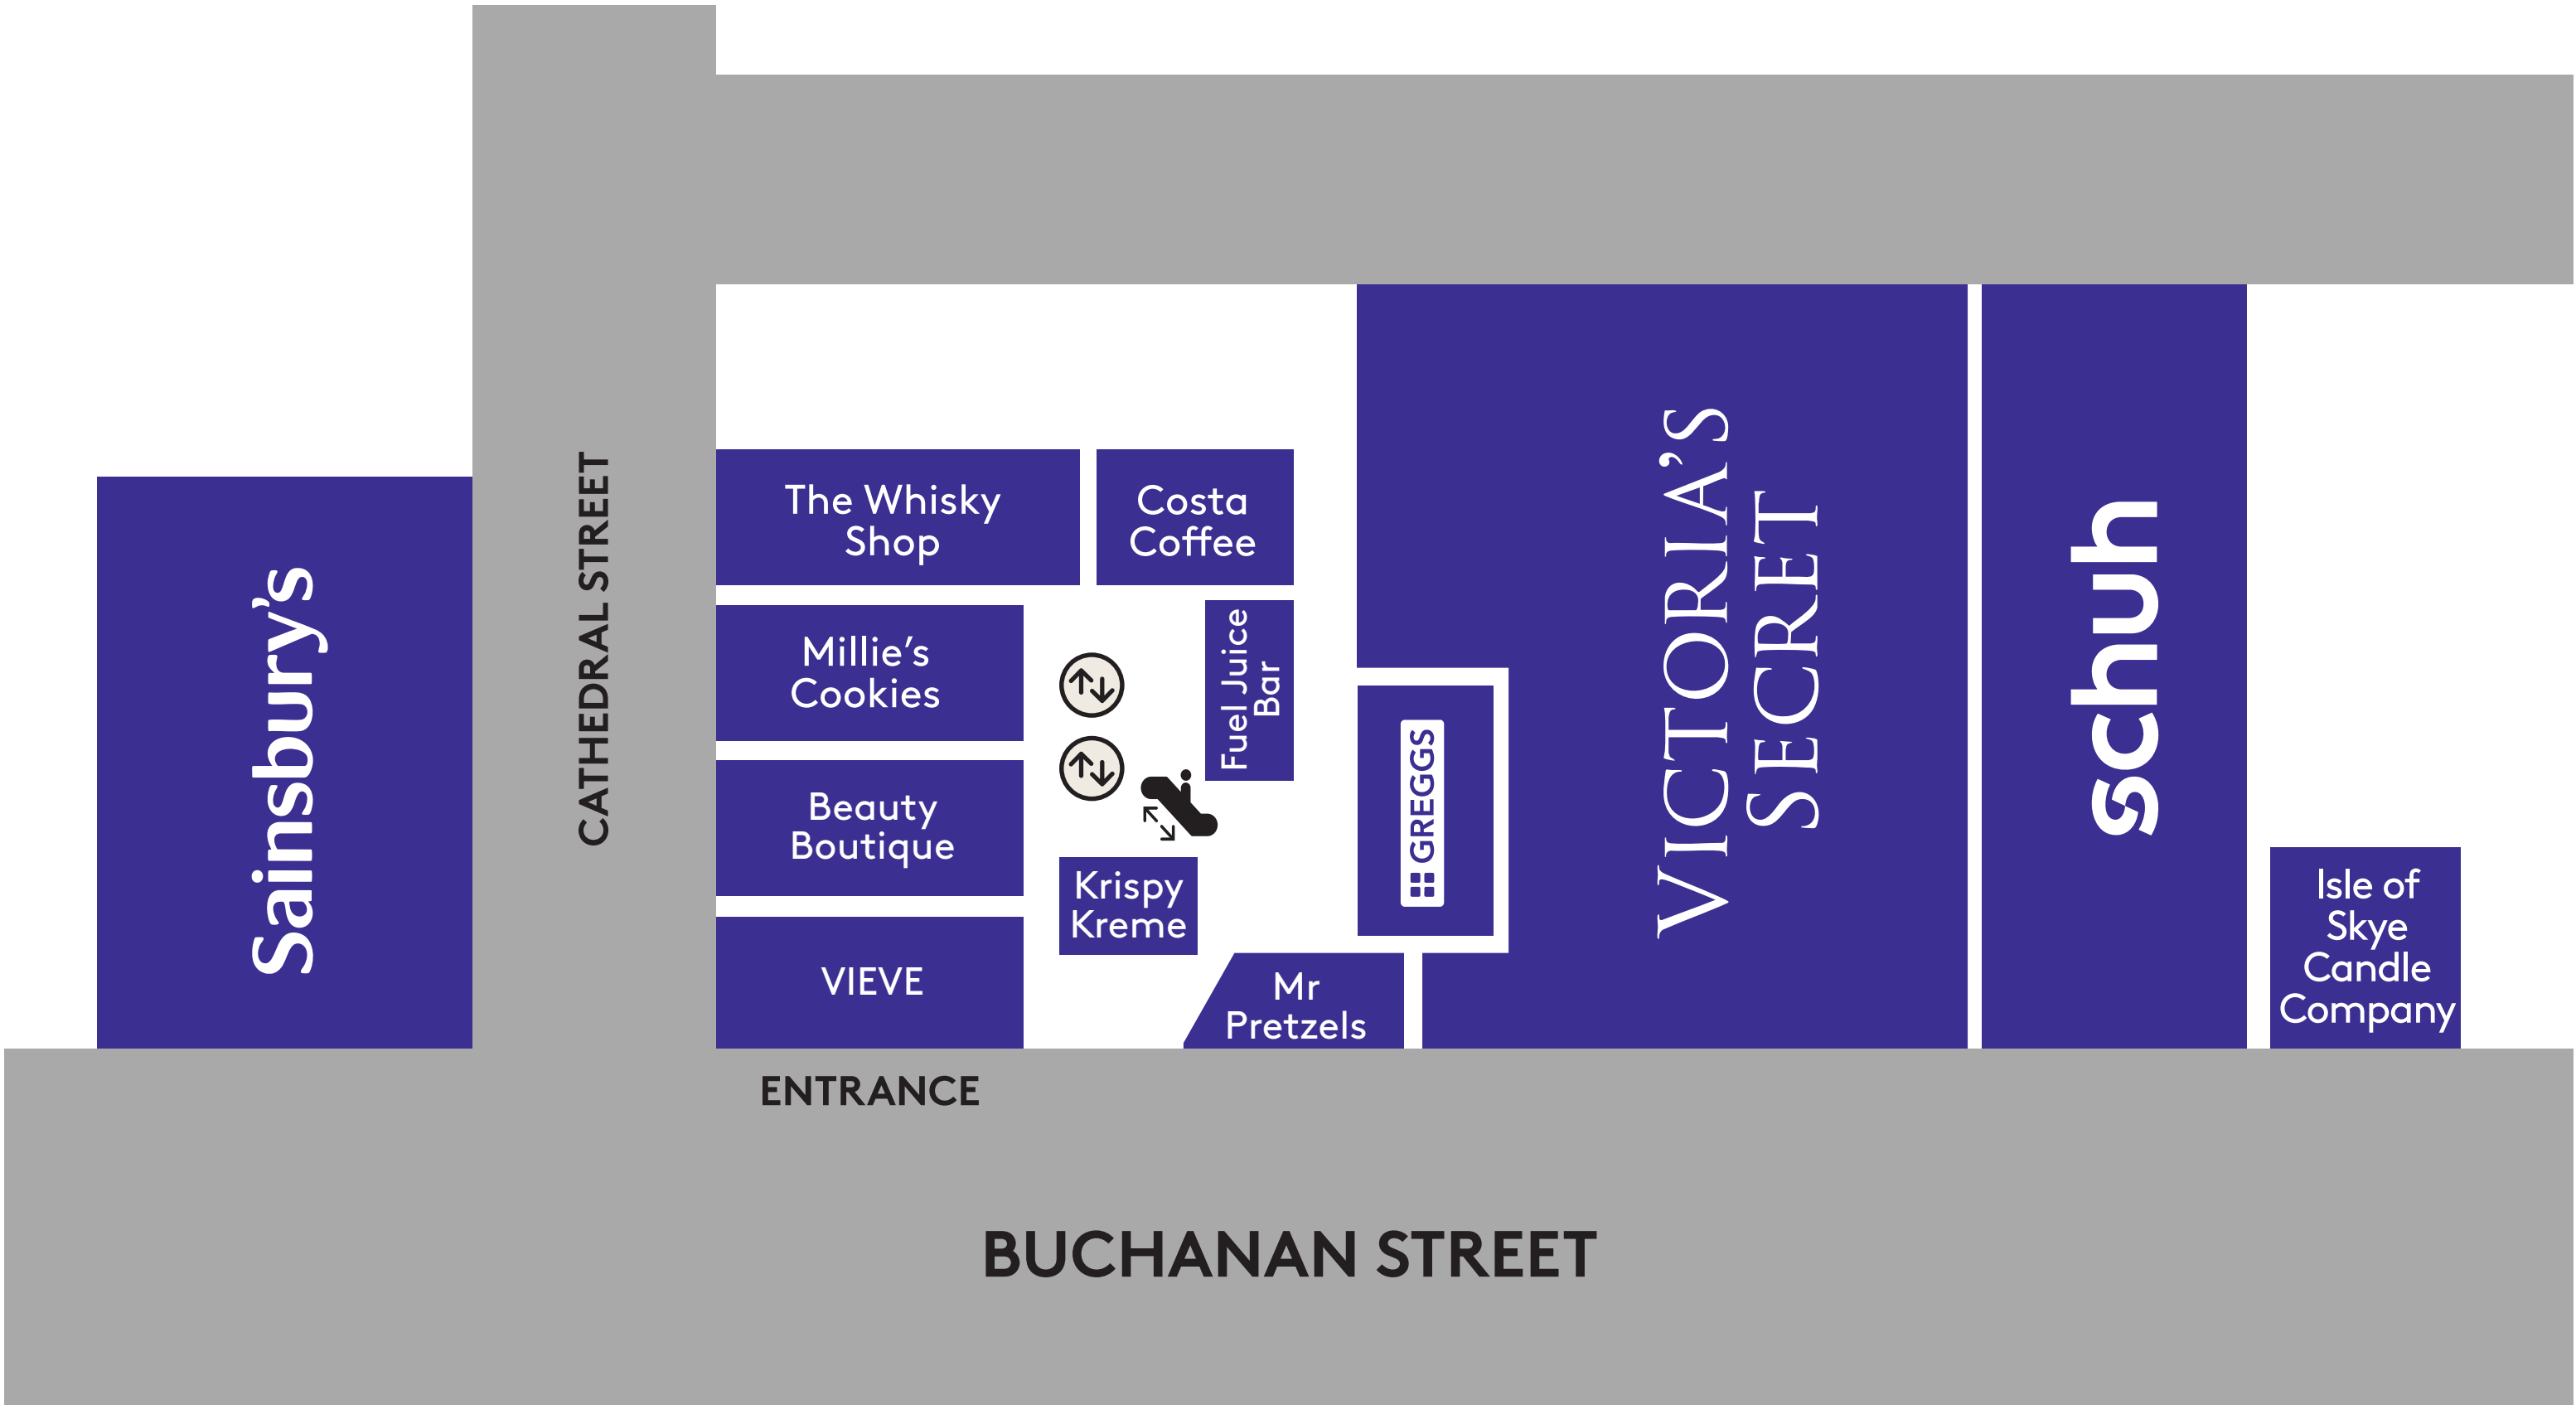 Sainsbury's
CATHEDRAL STREET
The Whisky
Shop
Costa
Coffee
Millie's
Cookies
Fuel Juice
Bar
Beauty
Boutique
Krispy
Kreme
VIEVE
Mr
Pretzels
GREGGS
VICTORIA'S
SECRET
schuh
Isle of
Skye
Candle
Company
ENTRANCE
BUCHANAN STREET